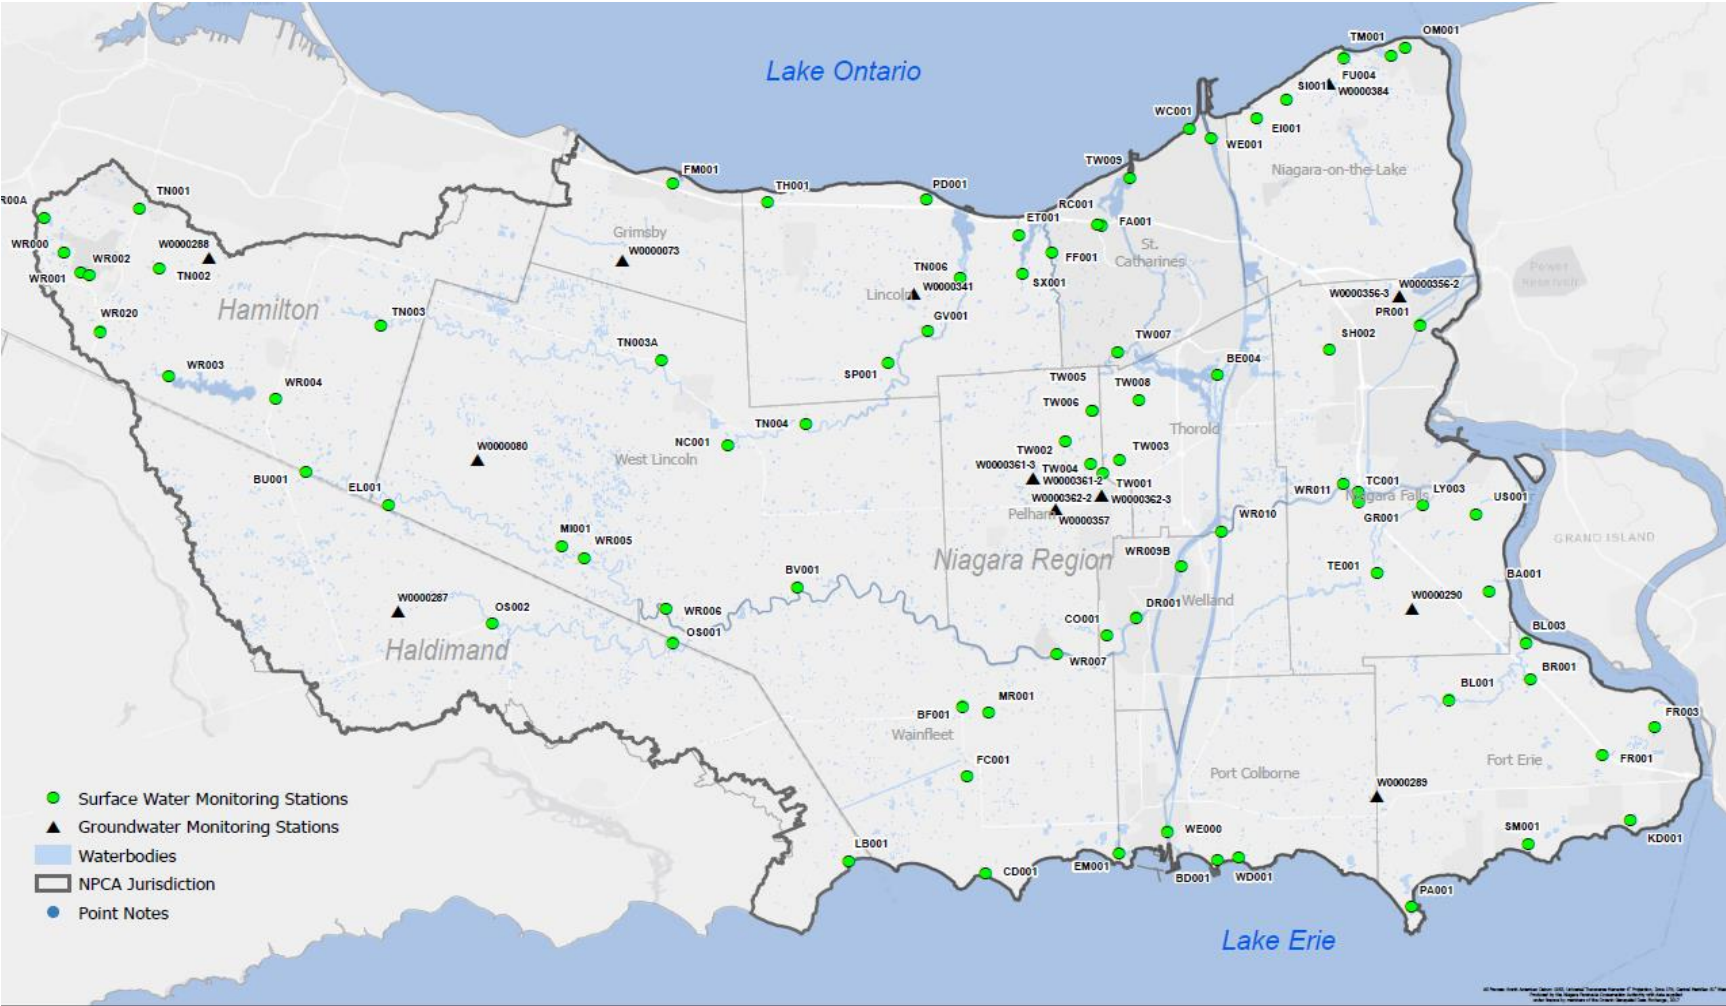 OM001
TM001
FU004
SI001
W0000384
Lake Ontario
WC001
EI001
WE001
TW009
Niagara-on-the-Lake
FM001
TH001
PD001
TN001
R00A
RC001
ET001
FA001
Grimsby
St.
Catharines
WR000
W0000288
W0000073
WR002
FF001
TN002
WR001
TN006
SX001
W0000341
Lincoln
W0000356-3
W0000356-2
PR001
Hamilton
WR020
TN003
GV001
SH002
TW007
TN003A
BE004
WR003
SP001
WR004
TW005
TW008
TW006
TN004
Thorold
NC001
W0000080
West Lincoln
TW002
TW003
W0000361-3
TW004
W0000361-2
BU001
EL001
TW001
W0000362-2
W0000362-3
Pelham
W0000357
WR011
TC001
Niagara Falls
LY003
US001
GR001
WR010
MI001
WR005
WR009B
Niagara Region
GRAND ISLAND
BV001
TE001
BA001
W0000287
OS002
WR006
DR001
Welland
W0000290
CO001
OS001
BL003
Haldimand
WR007
BR001
BL001
MR001
BF001
Wainfleet
FR003
FC001
Port Colborne
Fort Erie
FR001
W0000289
Surface Water Monitoring Stations
Groundwater Monitoring Stations
Waterbodies
NPCA Jurisdiction
Point Notes
WE000
SM001
KD001
LB001
EM001
CD001
BD001
WD001
PA001
Lake Erie